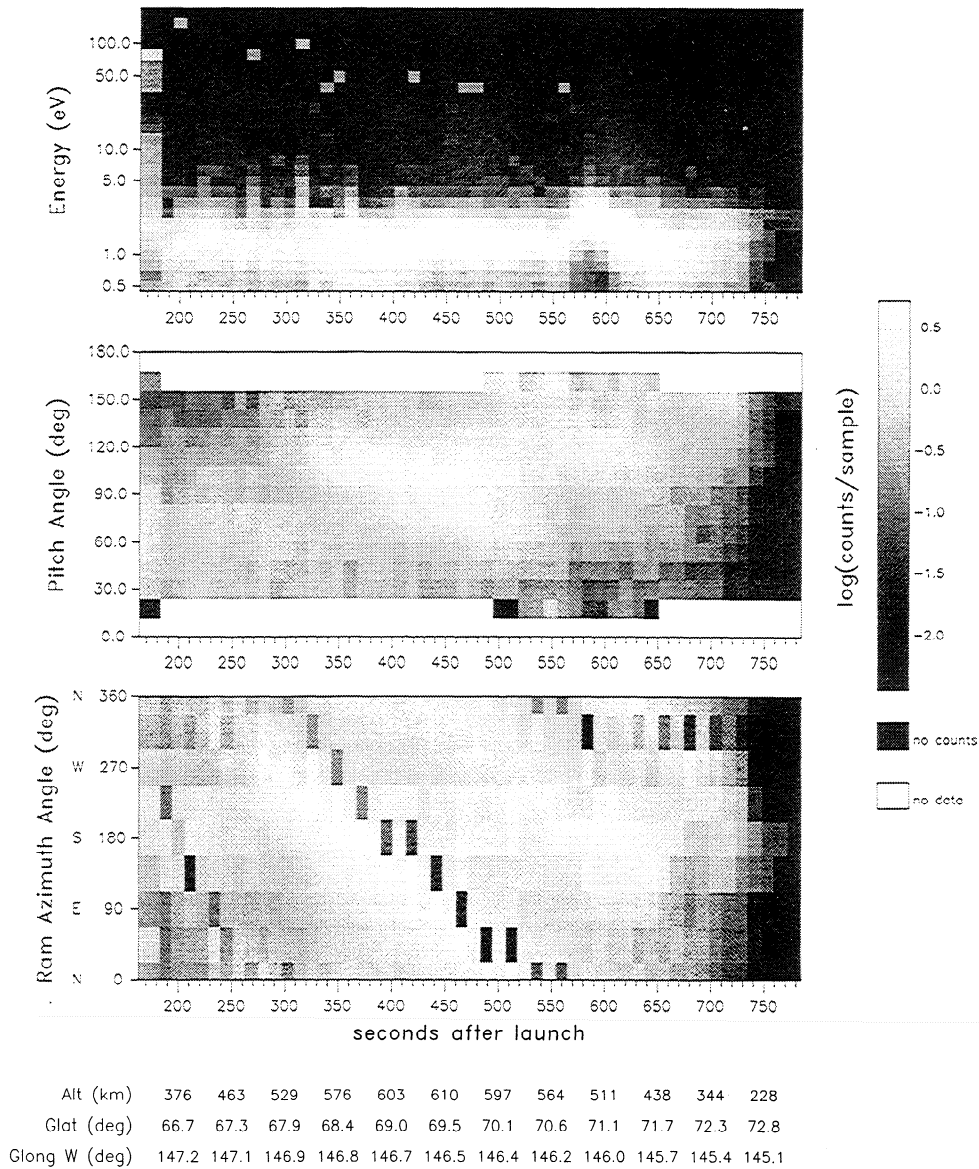 Energy (eV)
100.0
50.0
10.0
5.0
1.0
0.5
200 250 300 350 400 450 500 550 600 650 700 750
Pitch Angle (deg)
180.0
150.0
120.0
90.0
60.0
30.0
0.0
200 250 300 350 400 450 500 550 600 650 700 750
Ram Azimuth Angle (deg)
N 360
W 270
S 180
E 90
N 0
200 250 300 350 400 450 500 550 600 650 700 750
seconds after launch
log(counts/sample)
0.5
0.0
-0.5
-1.0
-1.5
-2.0
no counts
no data
Alt (km) 376 463 529 576 603 610 597 564 511 438 344 228
Glat (deg) 66.7 67.3 67.9 68.4 69.0 69.5 70.1 70.6 71.1 71.7 72.3 72.8
Glong W (deg) 147.2 147.1 146.9 146.8 146.7 146.5 146.4 146.2 146.0 145.7 145.4 145.1